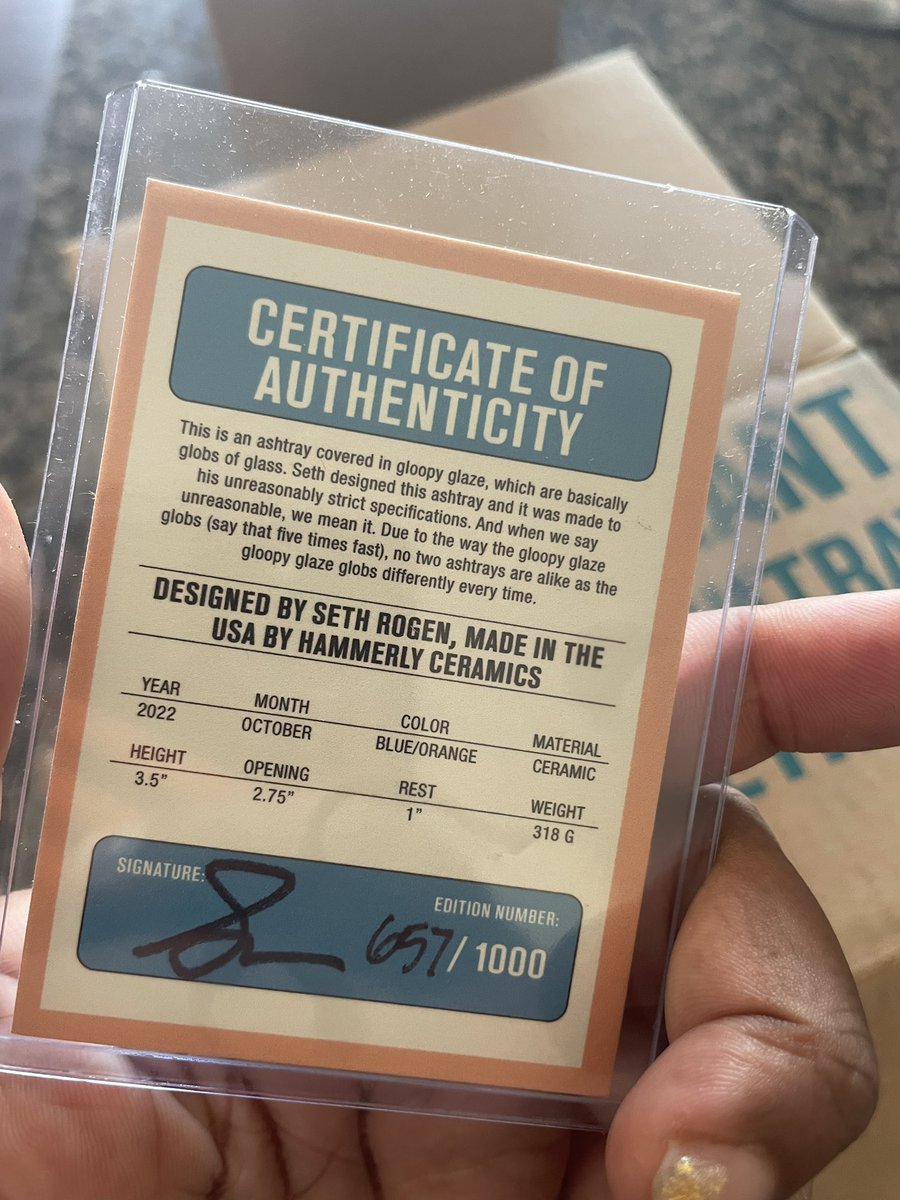 CERTIFICATE OF
AUTHENTICITY
This is an ashtray covered in gloopy glaze, which are basically
globs of glass. Seth designed this ashtray and it was made to
his unreasonably strict specifications. And when we say
unreasonable, we mean it. Due to the way the gloopy glaze
globs (say that five times fast), no two ashtrays are alike as the
gloopy glaze globs differently every time.
DESIGNED BY SETH ROGEN, MADE IN THE
USA BY HAMMERLY CERAMICS
YEAR MONTH COLOR MATERIAL
2022 OCTOBER BLUE/ORANGE CERAMIC
HEIGHT OPENING REST WEIGHT
3.5” 2.75” 1” 318 G
SIGNATURE: EDITION NUMBER:
657/1000